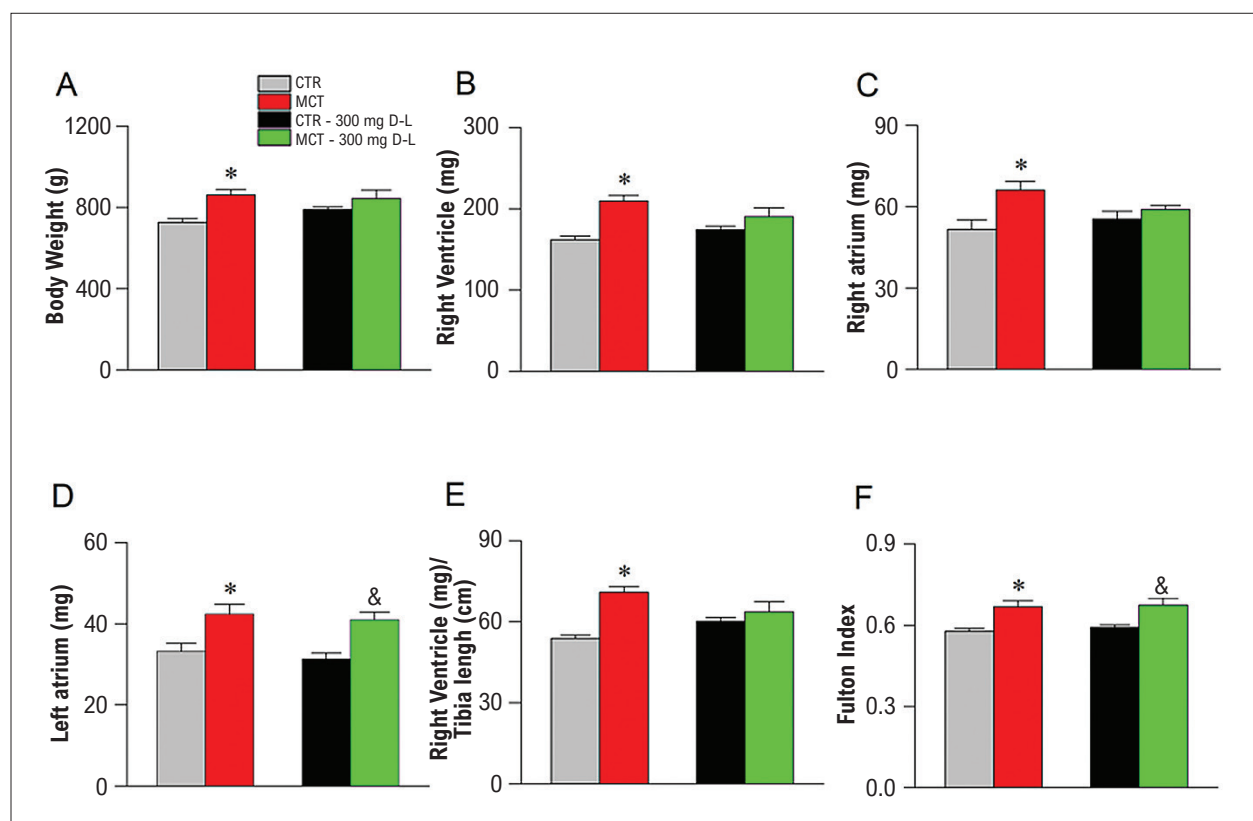 A
CTR
MCT
CTR - 300 mg D-L
MCT - 300 mg D-L
Body Weight (g)
1200
800
400
0
*
B
Right Ventricle (mg)
300
200
100
0
*
C
Right atrium (mg)
90
60
30
0
*
D
Left atrium (mg)
60
40
20
0
*
&
E
Right Ventricle (mg)/
Tibia lengh (cm)
90
60
30
0
*
F
Fulton Index
0.9
0.6
0.3
0.0
*
&